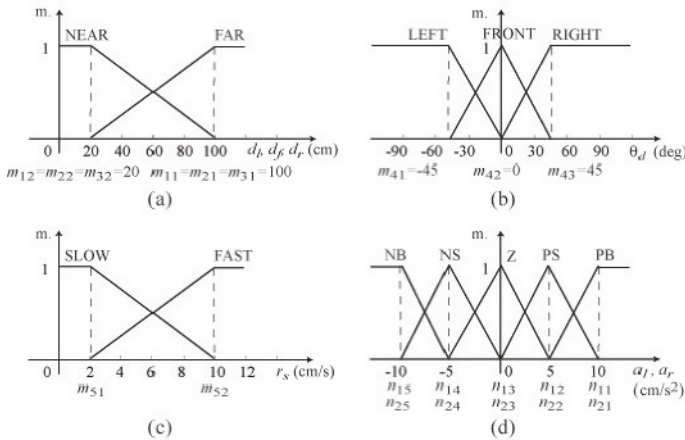 m.
NEAR FAR
1
0 20 40 60 80 100 d_l, d_f, d_r (cm)
m_12=m_22=m_32=20 m_11=m_21=m_31=100
(a)
m.
LEFT FRONT RIGHT
1
-90 -60 -30 0 30 60 90 θ_d (deg)
m_41=-45 m_42=0 m_43=45
(b)
m.
SLOW FAST
1
0 2 4 6 8 10 12 r_s (cm/s)
m_51 m_52
(c)
m.
NB NS Z PS PB
1
-10 -5 0 5 10 a_l , a_r
n_15 n_14 n_13 n_12 n_11 (cm/s²)
n_25 n_24 n_23 n_22 n_21
(d)